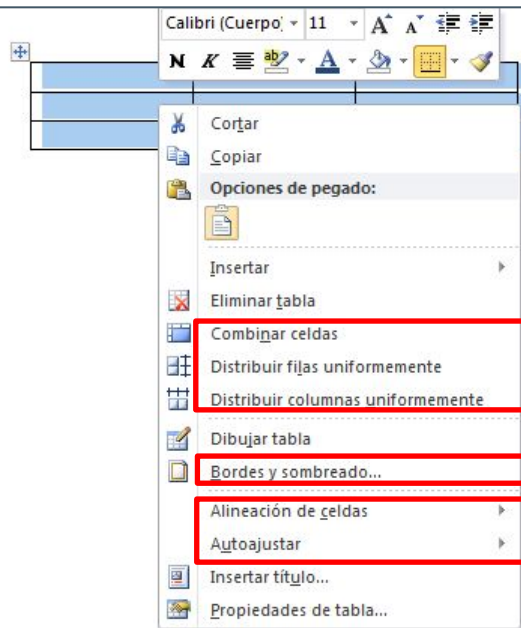 Calibri (Cuerpo) 11 A A
N K ab A
Cortar
Copiar
Opciones de pegado:
Insertar
Eliminar tabla
Combinar celdas
Distribuir filas uniformemente
Distribuir columnas uniformemente
Dibujar tabla
Bordes y sombreado...
Alineación de celdas
Autoajustar
Insertar título...
Propiedades de tabla...